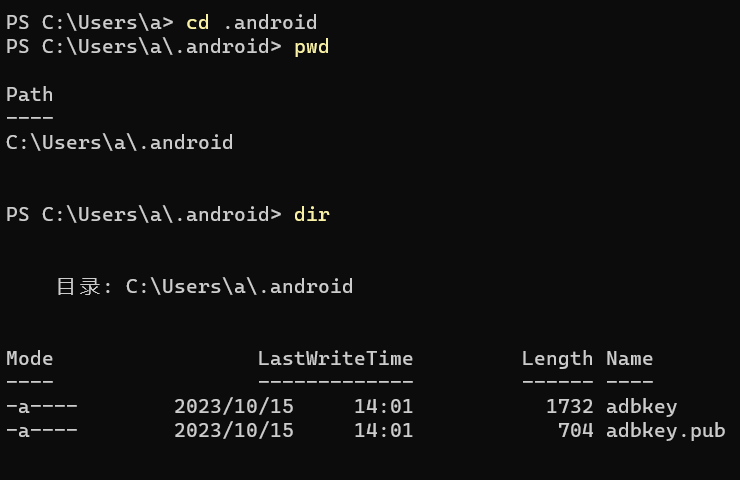 PS C:\Users\a> cd .android
PS C:\Users\a\.android> pwd
Path
----
C:\Users\a\.android
PS C:\Users\a\.android> dir
目录: C:\Users\a\.android
Mode                 LastWriteTime         Length Name
----                 -------------         ------ ----
-a----        2023/10/15     14:01           1732 adbkey
-a----        2023/10/15     14:01            704 adbkey.pub